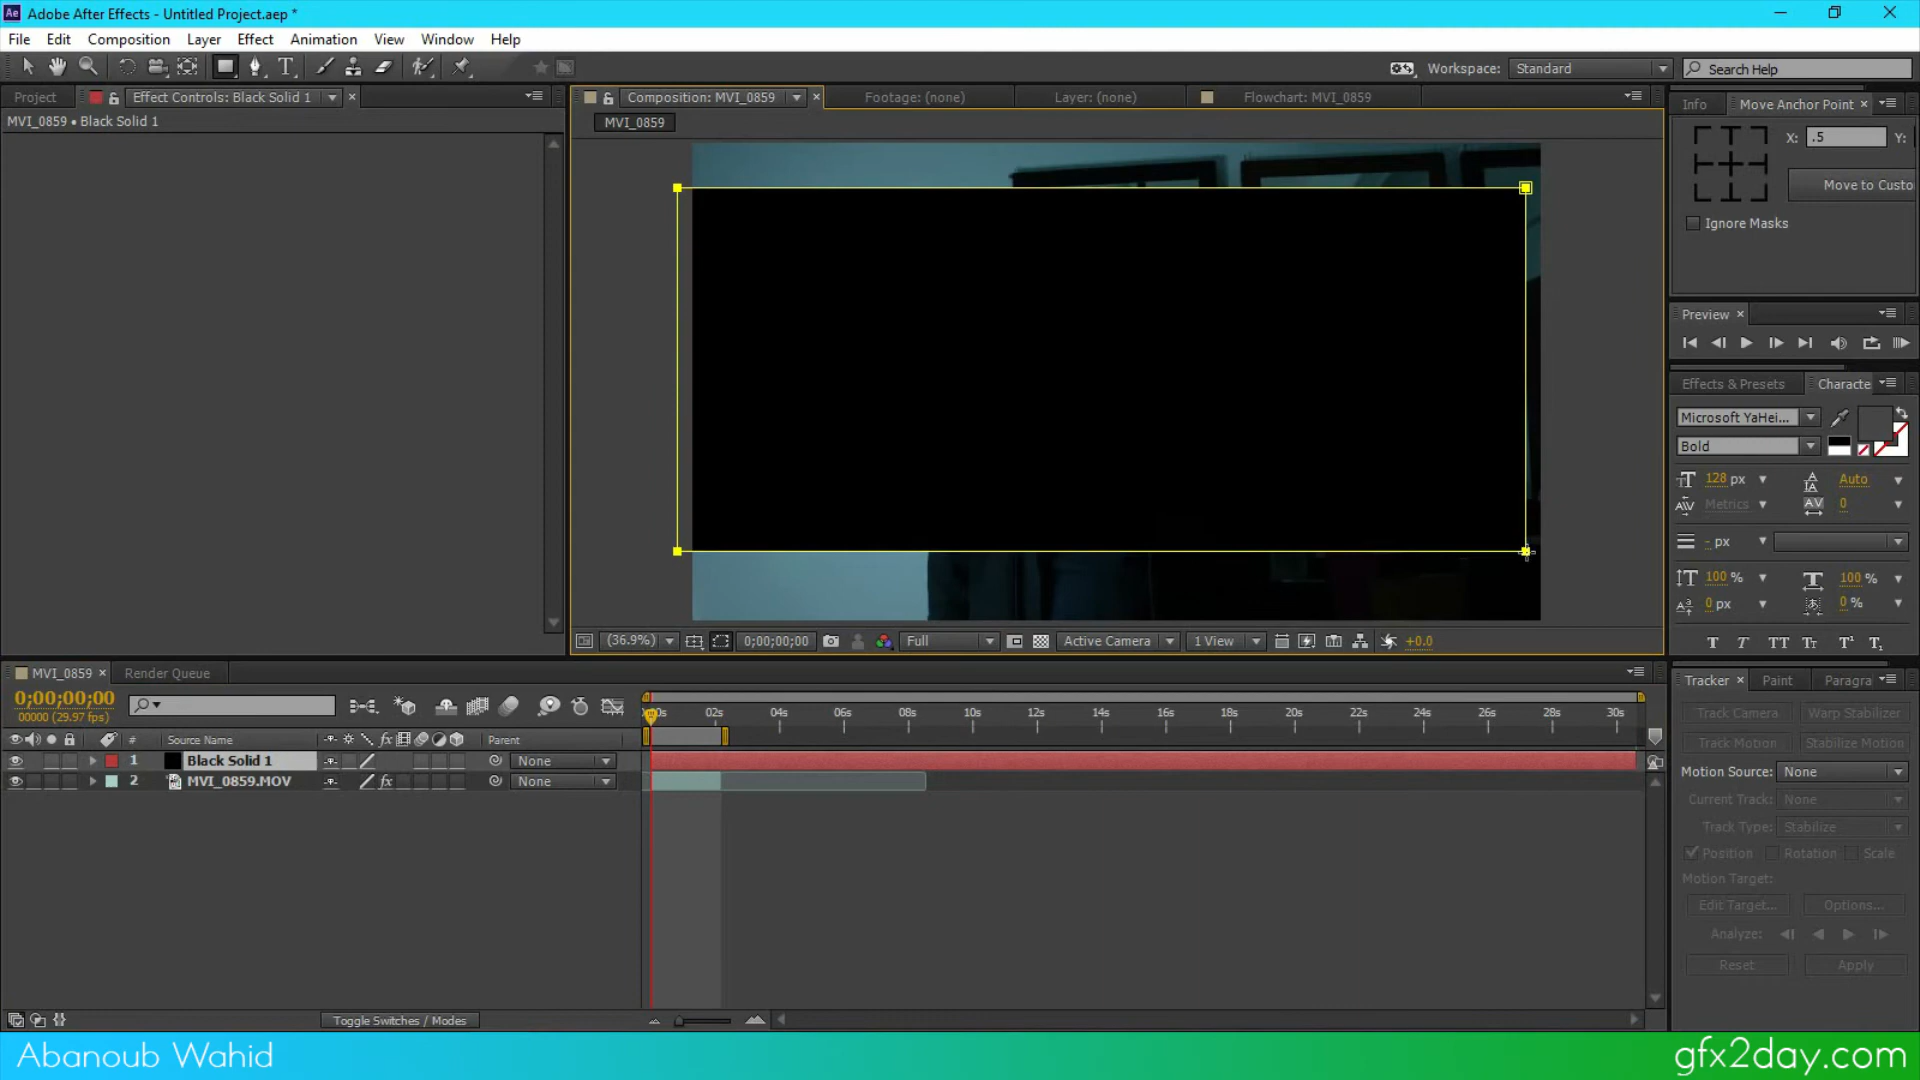 Adobe After Effects - Untitled Project.aep *
File Edit Composition Layer Effect Animation View Window Help
Workspace: Standard Search Help
Project Effect Controls: Black Solid 1
MVI_0859 • Black Solid 1
Composition: MVI_0859 Footage: (none) Layer: (none) Flowchart: MVI_0859
MVI_0859
Info Move Anchor Point
X: .5 Y:
Move to Custo
Ignore Masks
Preview
Effects & Presets Characte
Microsoft YaHei...
Bold
128 px Auto
Metrics 0
- px
100 % 100 %
0 px 0 %
(36.9%) 0;00;00;00 Full Active Camera 1 View +0.0
MVI_0859 Render Queue
0;00;00;00
00000 (29.97 fps)
0s 02s 04s 06s 08s 10s 12s 14s 16s 18s 20s 22s 24s 26s 28s 30s
# Source Name Parent
1 Black Solid 1 None
2 MVI_0859.MOV None
Toggle Switches / Modes
Tracker Paint Paragra
Track Camera Warp Stabilizer
Track Motion Stabilize Motion
Motion Source: None
Current Track: None
Track Type: Stabilize
Position Rotation Scale
Motion Target:
Edit Target... Options...
Analyze:
Reset Apply
Abanoub Wahid gfx2day.com